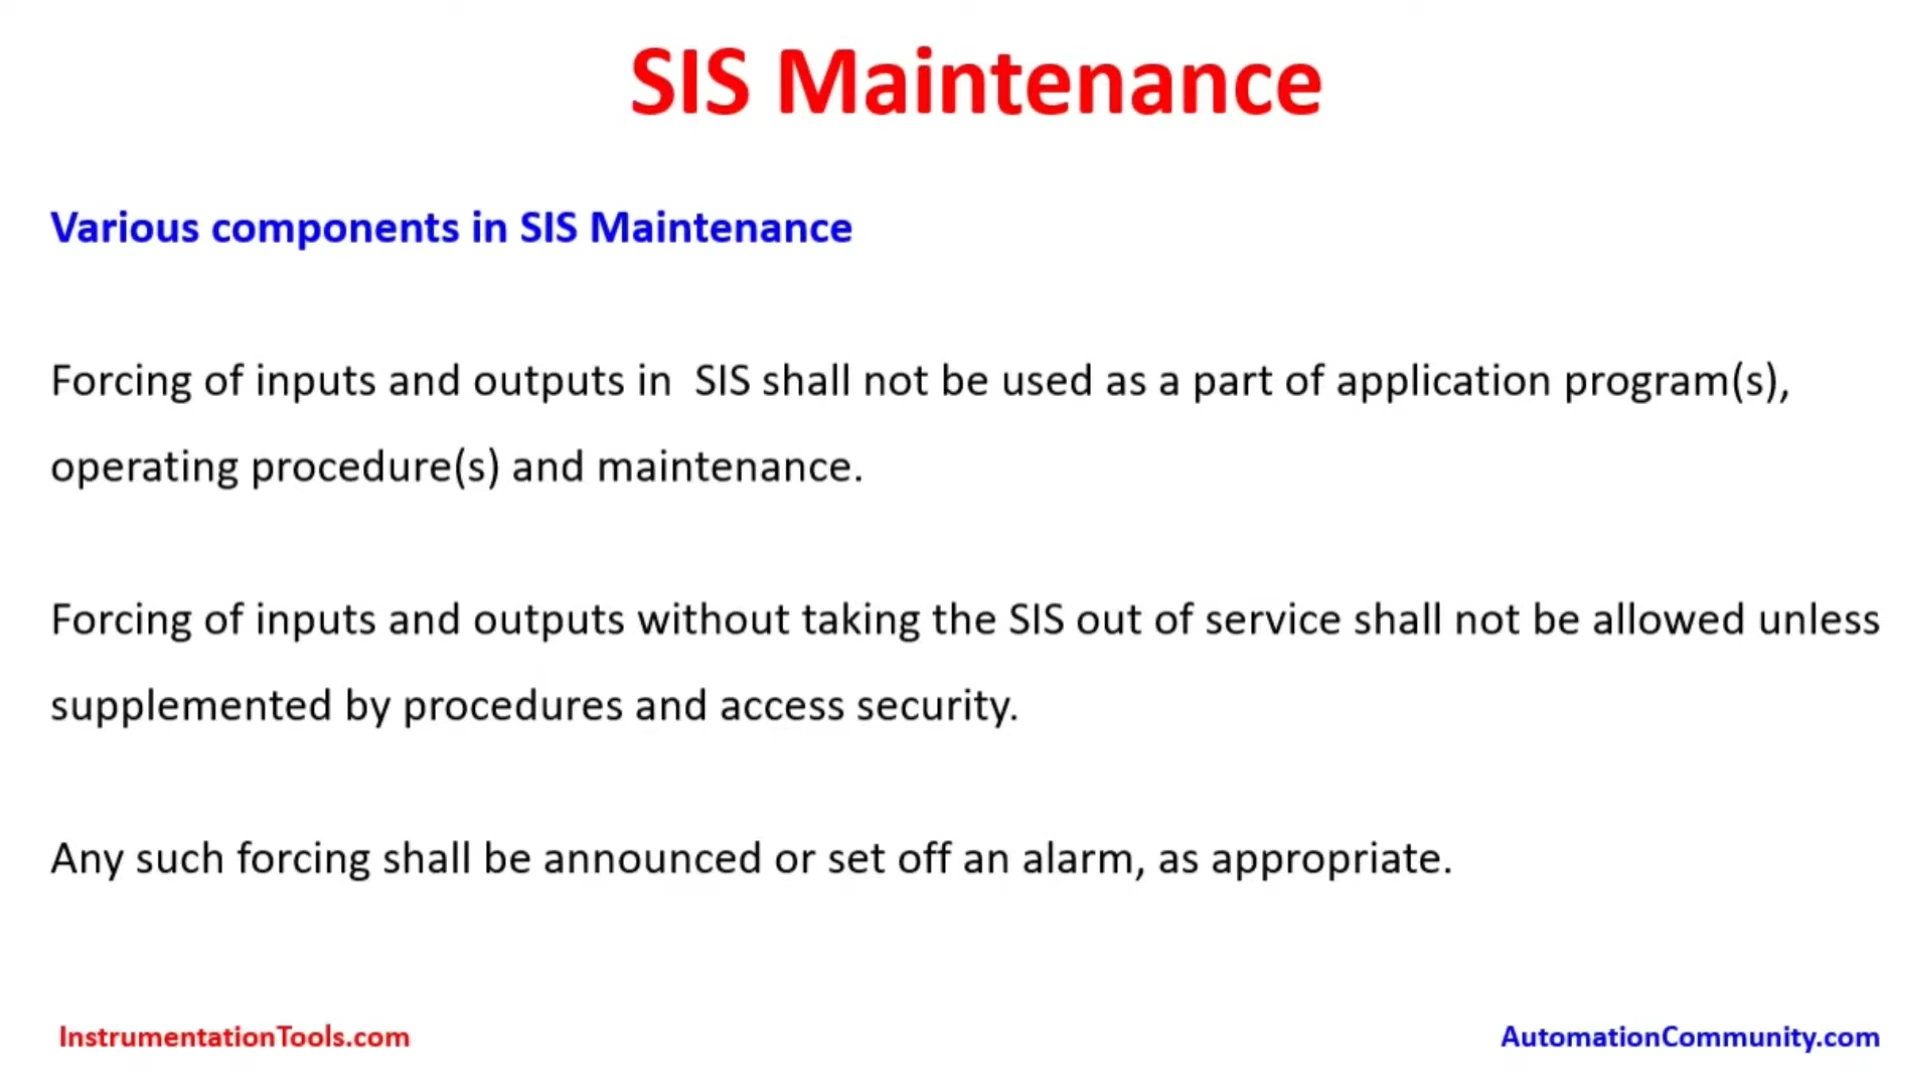 SIS Maintenance
Various components in SIS Maintenance
Forcing of inputs and outputs in  SIS shall not be used as a part of application program(s),
operating procedure(s) and maintenance.
Forcing of inputs and outputs without taking the SIS out of service shall not be allowed unless
supplemented by procedures and access security.
Any such forcing shall be announced or set off an alarm, as appropriate.
InstrumentationTools.com
AutomationCommunity.com